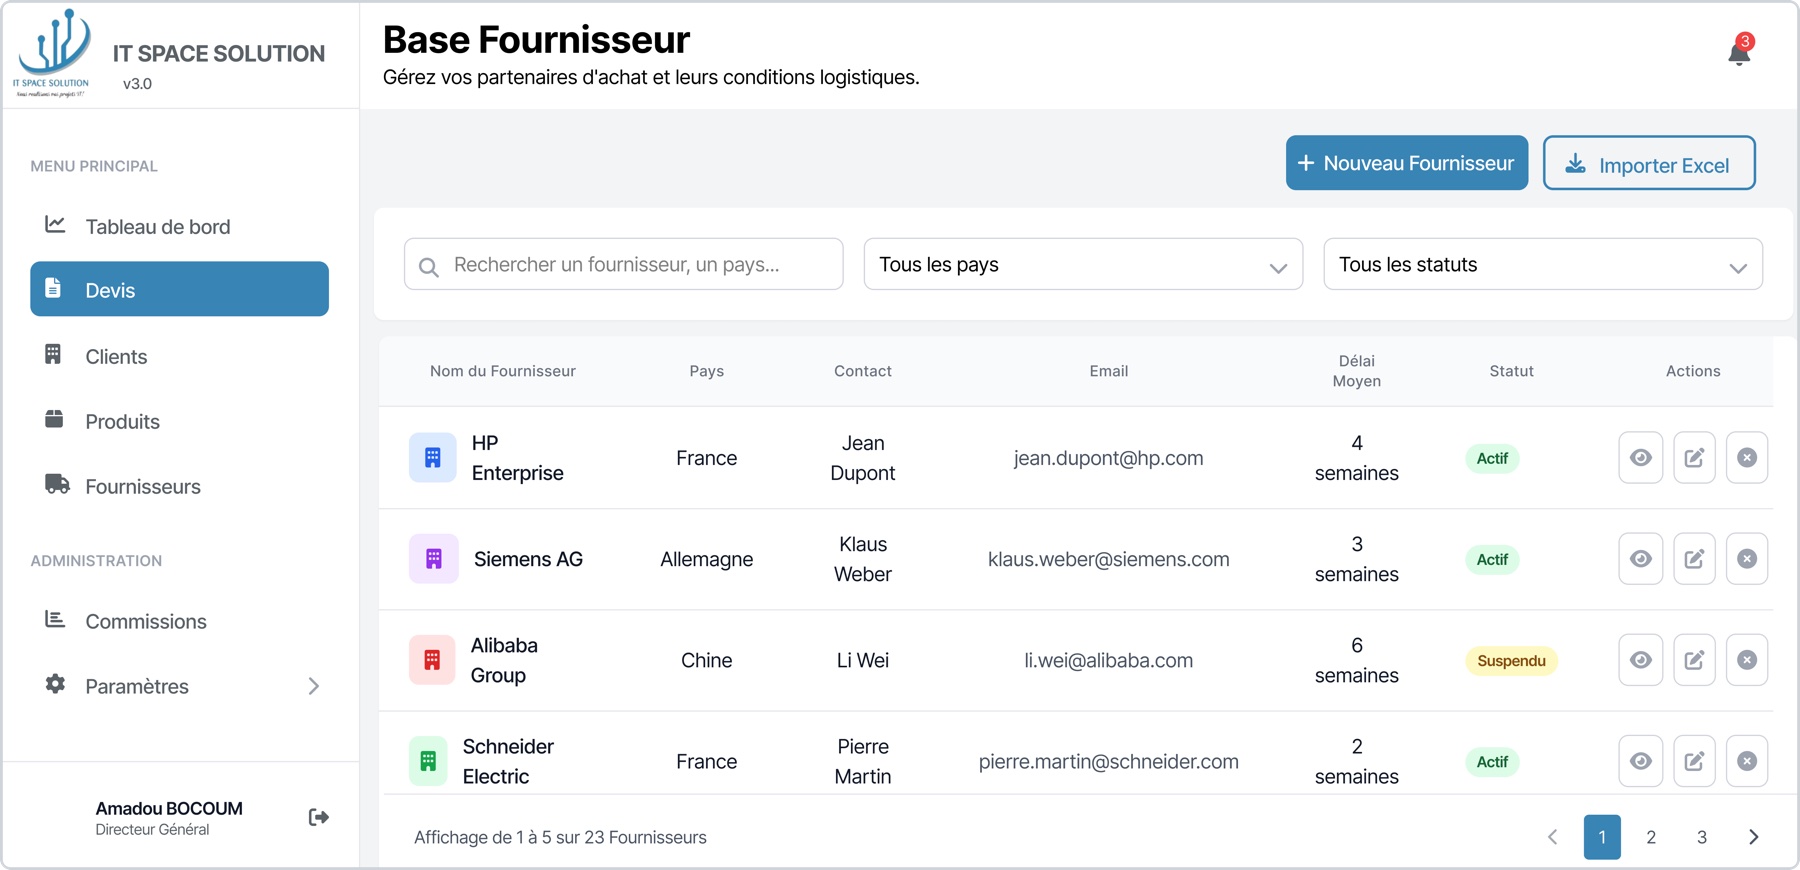 IT SPACE SOLUTION
Vous réalisons vos projets IT!
IT SPACE SOLUTION
v3.0
MENU PRINCIPAL
Tableau de bord
Devis
Clients
Produits
Fournisseurs
ADMINISTRATION
Commissions
Paramètres
Amadou BOCOUM
Directeur Général
Base Fournisseur
Gérez vos partenaires d'achat et leurs conditions logistiques.
3
+ Nouveau Fournisseur
Importer Excel
Rechercher un fournisseur, un pays...
Tous les pays
Tous les statuts
Nom du Fournisseur
Pays
Contact
Email
Délai
Moyen
Statut
Actions
HP
Enterprise
France
Jean
Dupont
jean.dupont@hp.com
4
semaines
Actif
Siemens AG
Allemagne
Klaus
Weber
klaus.weber@siemens.com
3
semaines
Actif
Alibaba
Group
Chine
Li Wei
li.wei@alibaba.com
6
semaines
Suspendu
Schneider
Electric
France
Pierre
Martin
pierre.martin@schneider.com
2
semaines
Actif
Affichage de 1 à 5 sur 23 Fournisseurs
1
2
3